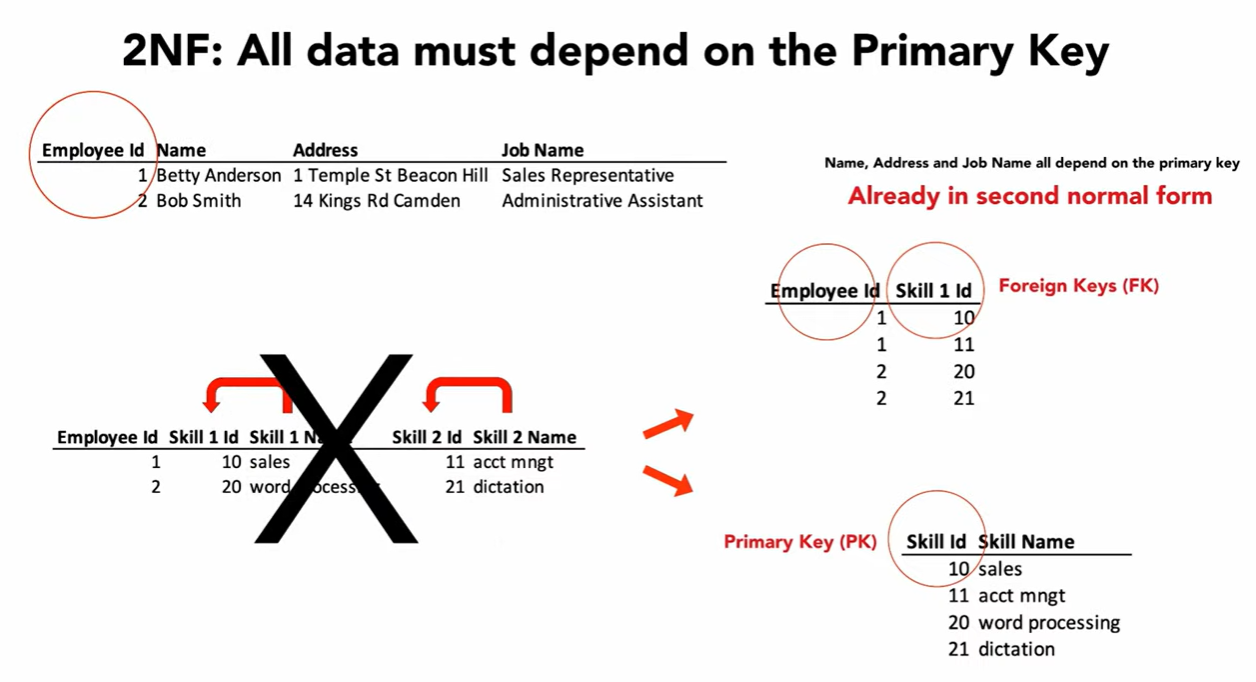 2NF: All data must depend on the Primary Key
Employee Id Name Address Job Name
1 Betty Anderson 1 Temple St Beacon Hill Sales Representative
2 Bob Smith 14 Kings Rd Camden Administrative Assistant
Name, Address and Job Name all depend on the primary key
Already in second normal form
Employee Id Skill 1 Id Foreign Keys (FK)
1 10
1 11
2 20
2 21
Employee Id Skill 1 Id Skill 1 Skill 2 Id Skill 2 Name
1 10 sales 11 acct mngt
2 20 word 21 dictation
Primary Key (PK) Skill Id Skill Name
10 sales
11 acct mngt
20 word processing
21 dictation